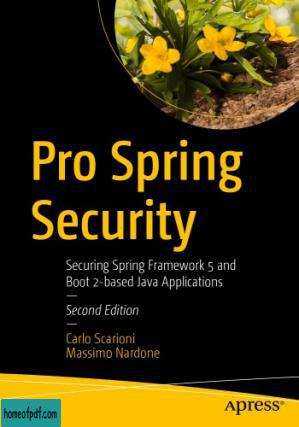 Pro Spring
Security
Securing Spring Framework 5 and
Boot 2-based Java Applications
—
Second Edition
—
Carlo Scarioni
Massimo Nardone
Apress®
homeofpdf.com